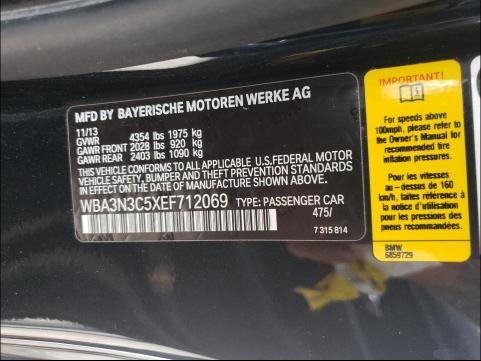 MFD BY BAYERISCHE MOTOREN WERKE AG
11/13
GVWR 4354 lbs 1975 kg
GAWR FRONT 2028 lbs 920 kg
GAWR REAR 2403 lbs 1090 kg
THIS VEHICLE CONFORMS TO ALL APPLICABLE U.S.FEDERAL MOTOR
VEHICLE SAFETY, BUMPER AND THEFT PREVENTION STANDARDS
IN EFFECT ON THE DATE OF MANUFACTURE SHOWN ABOVE.
WBA3N3C5XEF712069 TYPE: PASSENGER CAR
475/
7 315 814
IMPORTANT!
For speeds above
100mph, please refer to
the Owner's Manual for
recommended tire
inflation pressures.
Pour les vitesses
au - dessus de 160
km/h, faites référence à
la notice d'utilisation
pour les pressions
de pneu recommandées.
BMW
6859729